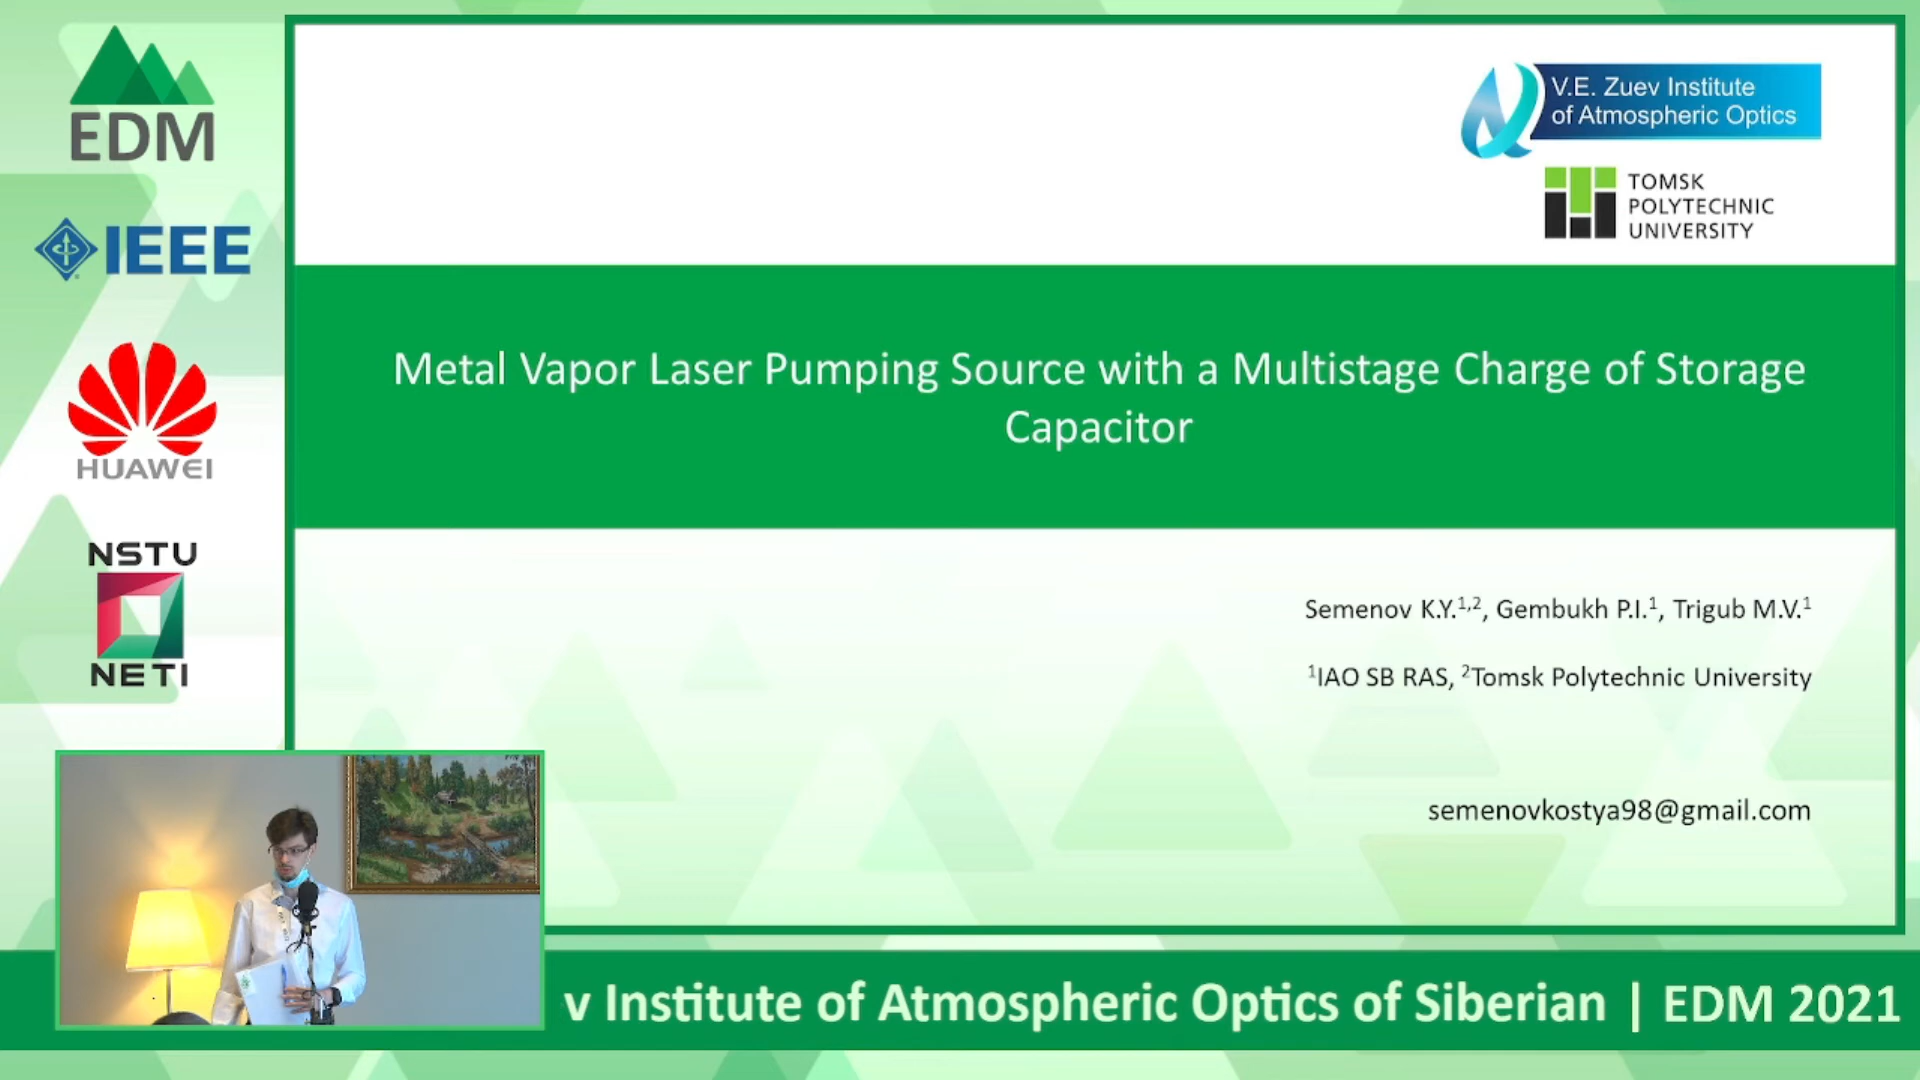 EDM
IEEE
HUAWEI
NSTU
NETI
V.E. Zuev Institute
of Atmospheric Optics
TOMSK
POLYTECHNIC
UNIVERSITY
Metal Vapor Laser Pumping Source with a Multistage Charge of Storage
Capacitor
Semenov K.Y.¹,², Gembukh P.I.¹, Trigub M.V.¹
¹IAO SB RAS, ²Tomsk Polytechnic University
semenovkostya98@gmail.com
v Institute of Atmospheric Optics of Siberian | EDM 2021